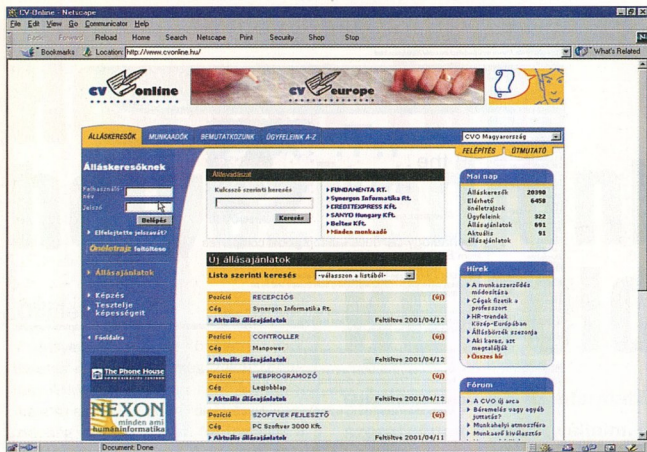 CV-Online - Netscape
File Edit View Go Communicator Help
Back Forward Reload Home Search Netscape Print Security Shop Stop
Bookmarks Location: http://www.cvonline.hu/ What's Related
cv online
cv europe
ÁLLÁSKERESŐK MUNKAADÓK BEMUTATKOZUNK ÜGYFELEINK A-Z
CVO Magyarország
FELÉPÍTÉS ÚTMUTATÓ
Álláskeresőknek
Felhasználó-
név
Jelszó
Belépés
Elfelejtette jelszavát?
Önéletrajz feltöltése
Állásajánlatok
Képzés
Tesztelje
képességeit
Főoldalra
The Phone House
NEXON
minden ami
humáninformatika
Állásvadászat
Kulcsszó szerinti keresés
Keresés
FUNDAMENTA RT.
Synergon Informatika Rt.
CREDITEXPRESS Kft.
SANYO Hungary Kft.
Beltex Kft.
Minden munkaadó
Új állásajánlatok
Lista szerinti keresés -válasszon a listából-
Pozíció RECEPCIÓS (új)
Cég Synergon Informatika Rt.
Aktuális állásajánlatok Feltöltve 2001/04/12
Pozíció CONTROLLER (új)
Cég Manpower
Aktuális állásajánlatok Feltöltve 2001/04/12
Pozíció WEBPROGRAMOZÓ (új)
Cég Legjobblap
Aktuális állásajánlatok Feltöltve 2001/04/12
Pozíció SZOFTVER FEJLESZTŐ (új)
Cég PC Szoftver 3000 Kft.
Aktuális állásajánlatok Feltöltve 2001/04/11
Mai nap
Álláskeresők 20390
Elérhető 6458
önéletrajzok
Ügyfeleink 322
Állásajánlatok 691
Aktuális 91
állásajánlatok
Hírek
A munkaszerződés
módosítása
Cégek fizetik a
professzort
HR-trendek
Közép-Európában
Állásbörzék szezonja
Aki keres, azt
megtalálják
Összes hír
Fórum
A CVO új arca
Béremelés vagy egyéb
juttatás?
Munkahelyi atmoszféra
Munkaerő kiválasztás
Document: Done